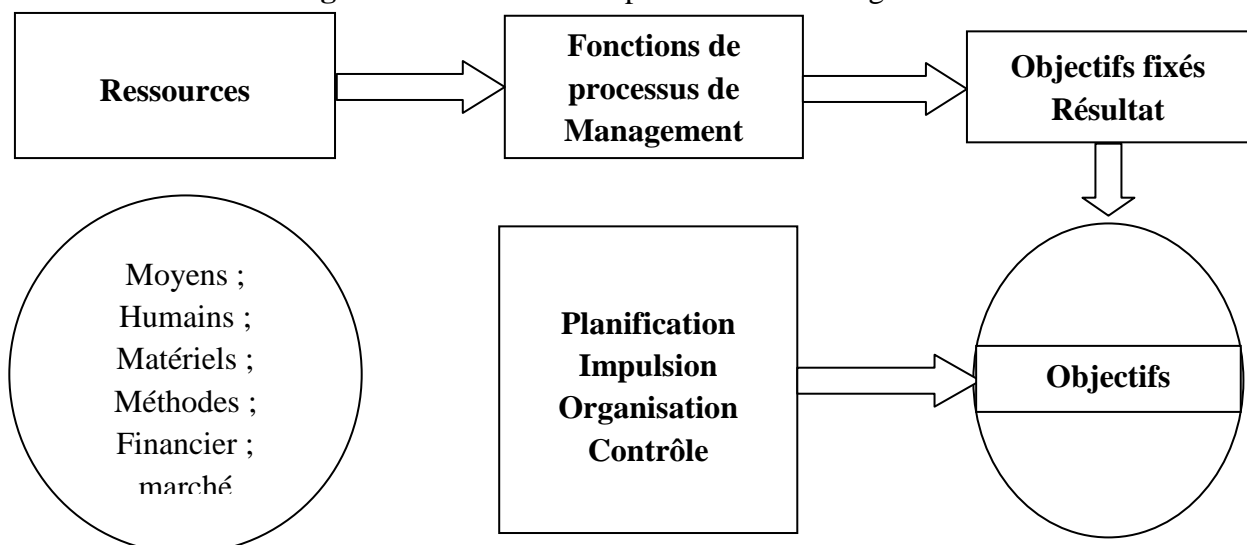 Ressources
Fonctions de
processus de
Management
Objectifs fixés
Résultat
Moyens ;
Humains ;
Matériels ;
Méthodes ;
Financier ;
marché
Planification
Impulsion
Organisation
Contrôle
Objectifs